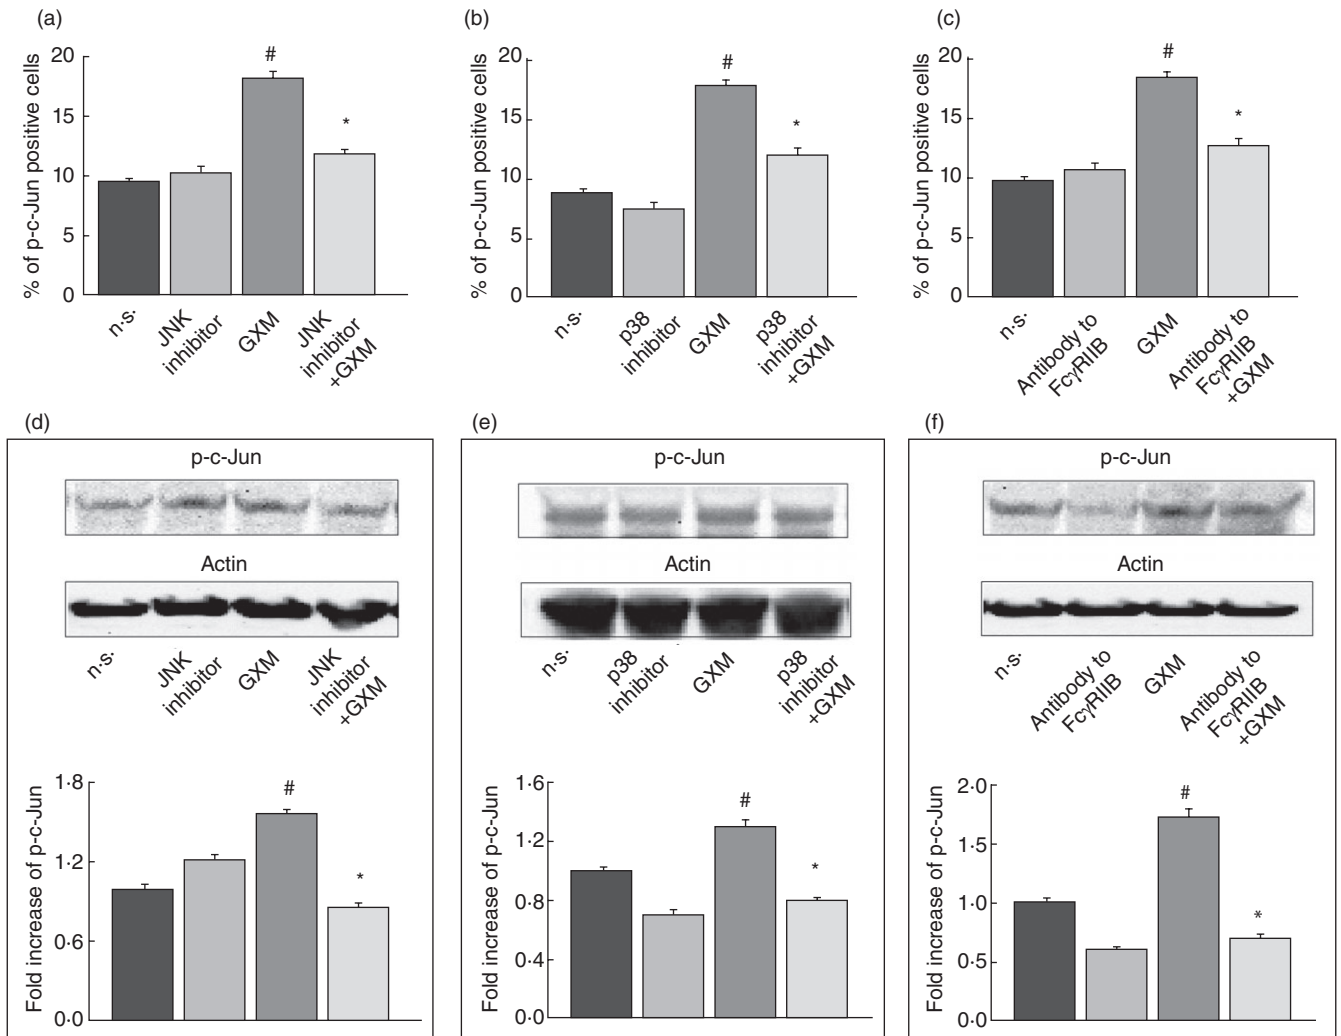 (a)
% of p-c-Jun positive cells
20
15
10
5
0
#
*
n·s·
JNK
inhibitor
GXM
JNK
inhibitor
+GXM
(b)
% of p-c-Jun positive cells
20
15
10
5
0
#
*
n·s·
p38
inhibitor
GXM
p38
inhibitor
+GXM
(c)
% of p-c-Jun positive cells
20
15
10
5
0
#
*
n·s·
Antibody to
FcγRIIB
GXM
Antibody to
FcγRIIB
+GXM
(d)
p-c-Jun
Actin
n·s·
JNK
inhibitor
GXM
JNK
inhibitor
+GXM
Fold increase of p-c-Jun
1·8
1·2
0·6
0·0
#
*
(e)
p-c-Jun
Actin
n·s·
p38
inhibitor
GXM
p38
inhibitor
+GXM
Fold increase of p-c-Jun
1·6
1·2
0·8
0·4
0·0
#
*
(f)
p-c-Jun
Actin
n·s·
Antibody to
FcγRIIB
GXM
Antibody to
FcγRIIB
+GXM
Fold increase of p-c-Jun
2·0
1·5
1·0
0·5
0·0
#
*